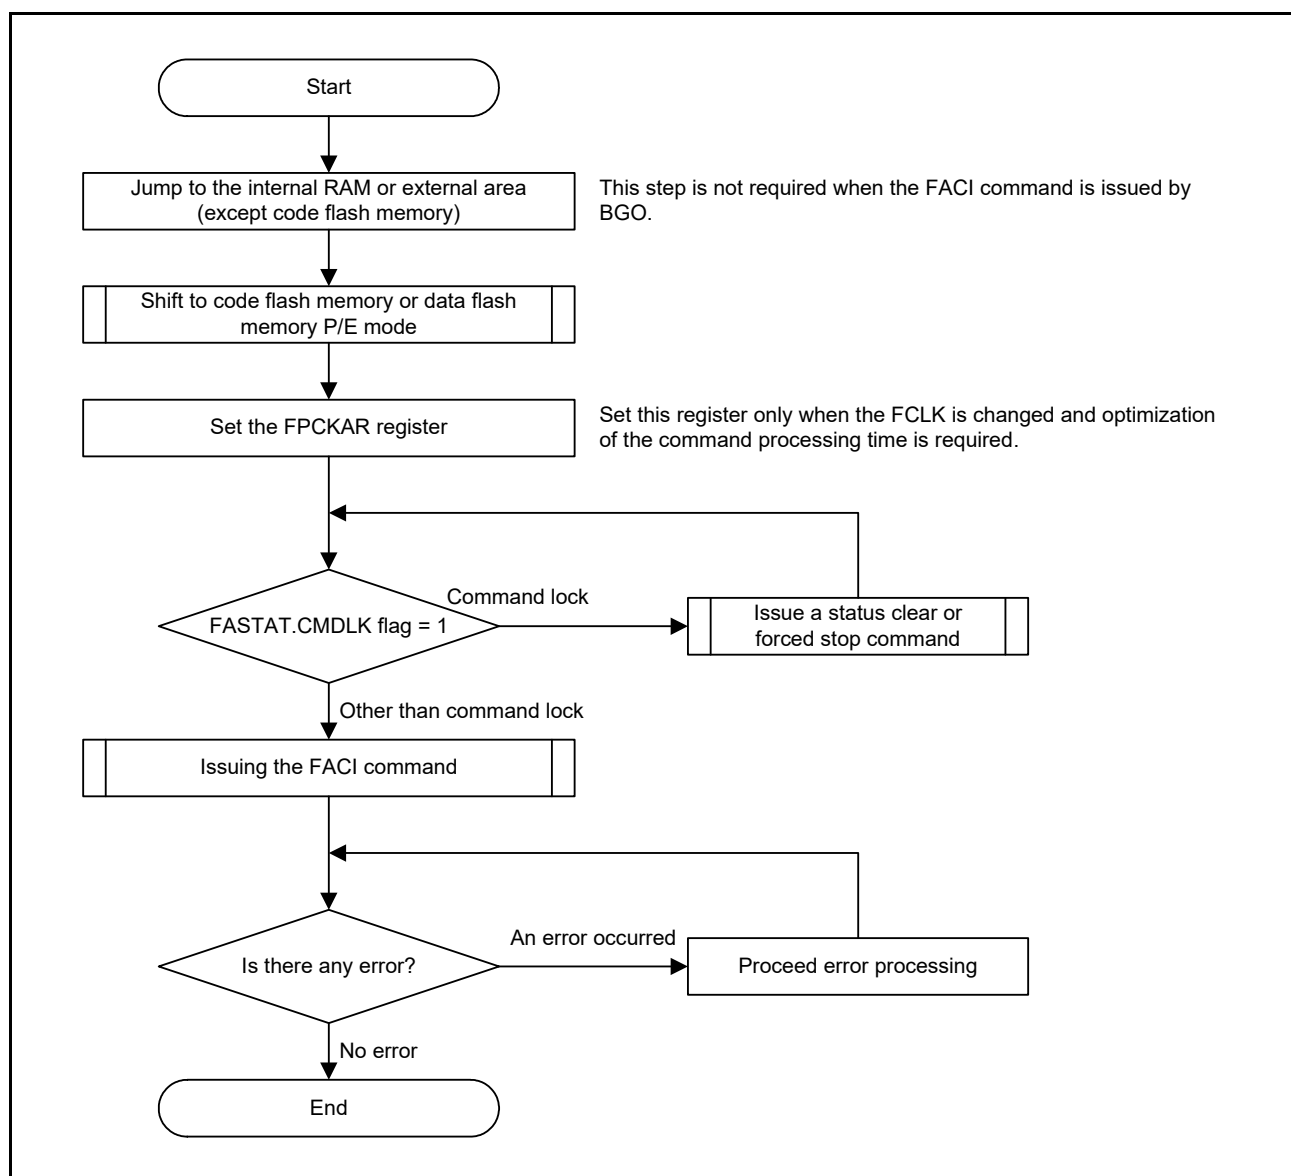 Start
Jump to the internal RAM or external area
(except code flash memory)
This step is not required when the FACI command is issued by
BGO.
Shift to code flash memory or data flash
memory P/E mode
Set the FPCKAR register
Set this register only when the FCLK is changed and optimization
of the command processing time is required.
FASTAT.CMDLK flag = 1
Command lock
Issue a status clear or
forced stop command
Other than command lock
Issuing the FACI command
Is there any error?
An error occurred
Proceed error processing
No error
End